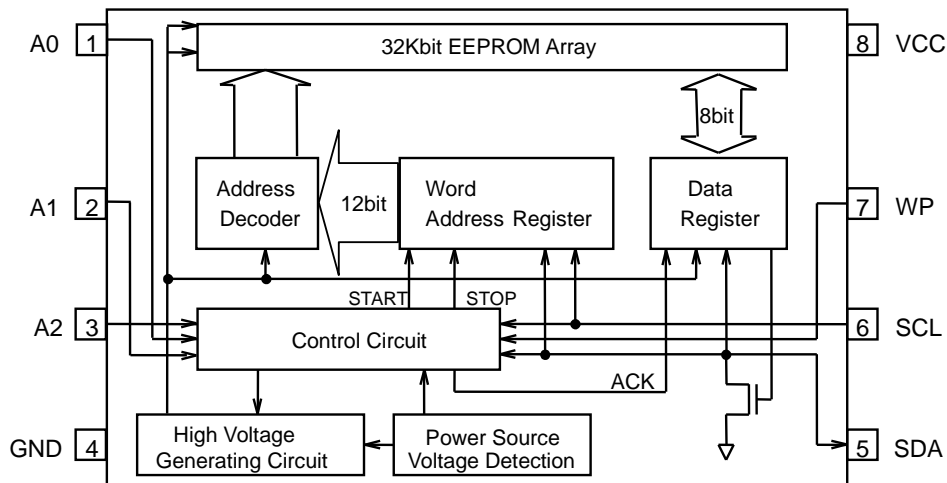 A0 1
32Kbit EEPROM Array
8 VCC
8bit
A1 2
Address
Decoder
12bit
Word
Address Register
Data
Register
7 WP
START
STOP
A2 3
Control Circuit
6 SCL
ACK
GND 4
High Voltage
Generating Circuit
Power Source
Voltage Detection
5 SDA